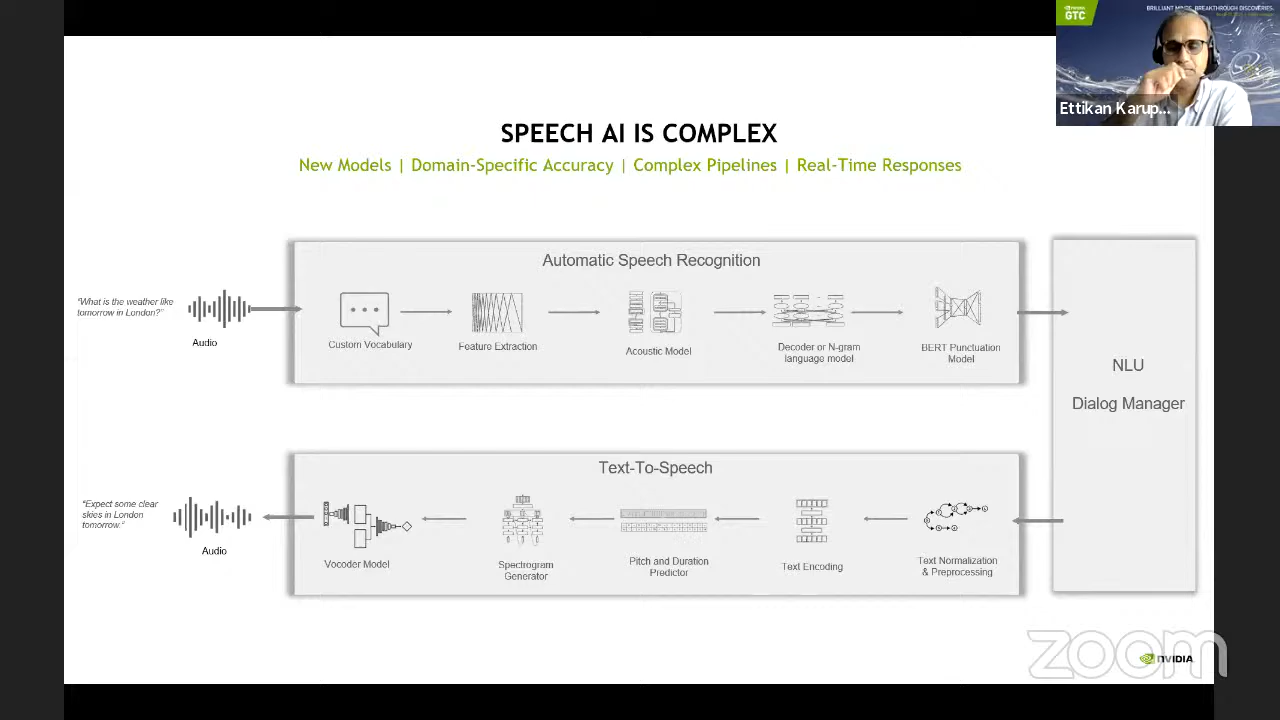 NVIDIA
GTC
BREAKTHROUGH DISCOVERIES
Ettikan Karup...
SPEECH AI IS COMPLEX
New Models | Domain-Specific Accuracy | Complex Pipelines | Real-Time Responses
Automatic Speech Recognition
"What is the weather like
tomorrow in London?"
Audio
Custom Vocabulary
Feature Extraction
Acoustic Model
Decoder or N-gram
language model
BERT Punctuation
Model
NLU
Dialog Manager
Text-To-Speech
"Expect some clear
skies in London
tomorrow."
Audio
Vocoder Model
Spectrogram
Generator
Pitch and Duration
Predictor
Text Encoding
Text Normalization
& Preprocessing
zoom
NVIDIA